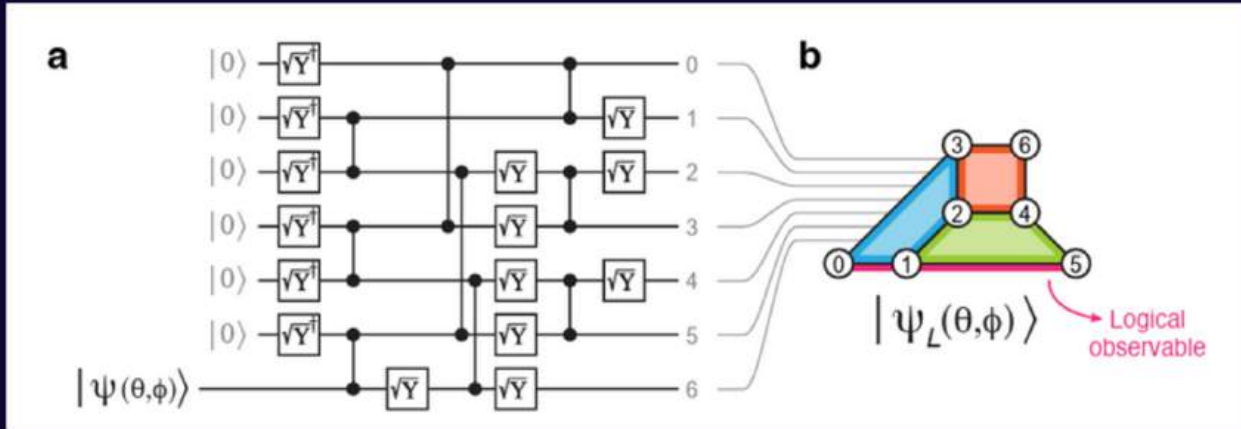 a
b
|0⟩ √Y† 0
|0⟩ √Y† √Y 1
|0⟩ √Y† √Y √Y 2
|0⟩ √Y† √Y 3
|0⟩ √Y† √Y √Y 4
|0⟩ √Y† √Y 5
|ψ(θ,ϕ)⟩ √Y √Y 6
3 6
2 4
0 1 5
|ψL(θ,ϕ)⟩
Logical
observable